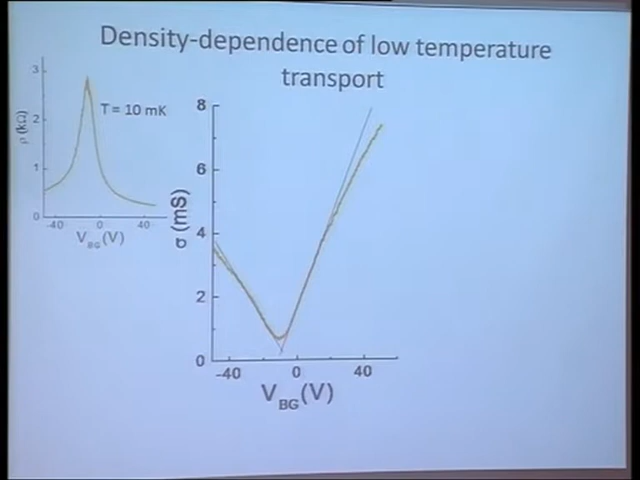 Density-dependence of low temperature
transport
3
2
1
0
ρ (kΩ)
T = 10 mK
-40
0
40
V_BG (V)
8
6
4
2
0
σ (mS)
-40
0
40
V_BG (V)